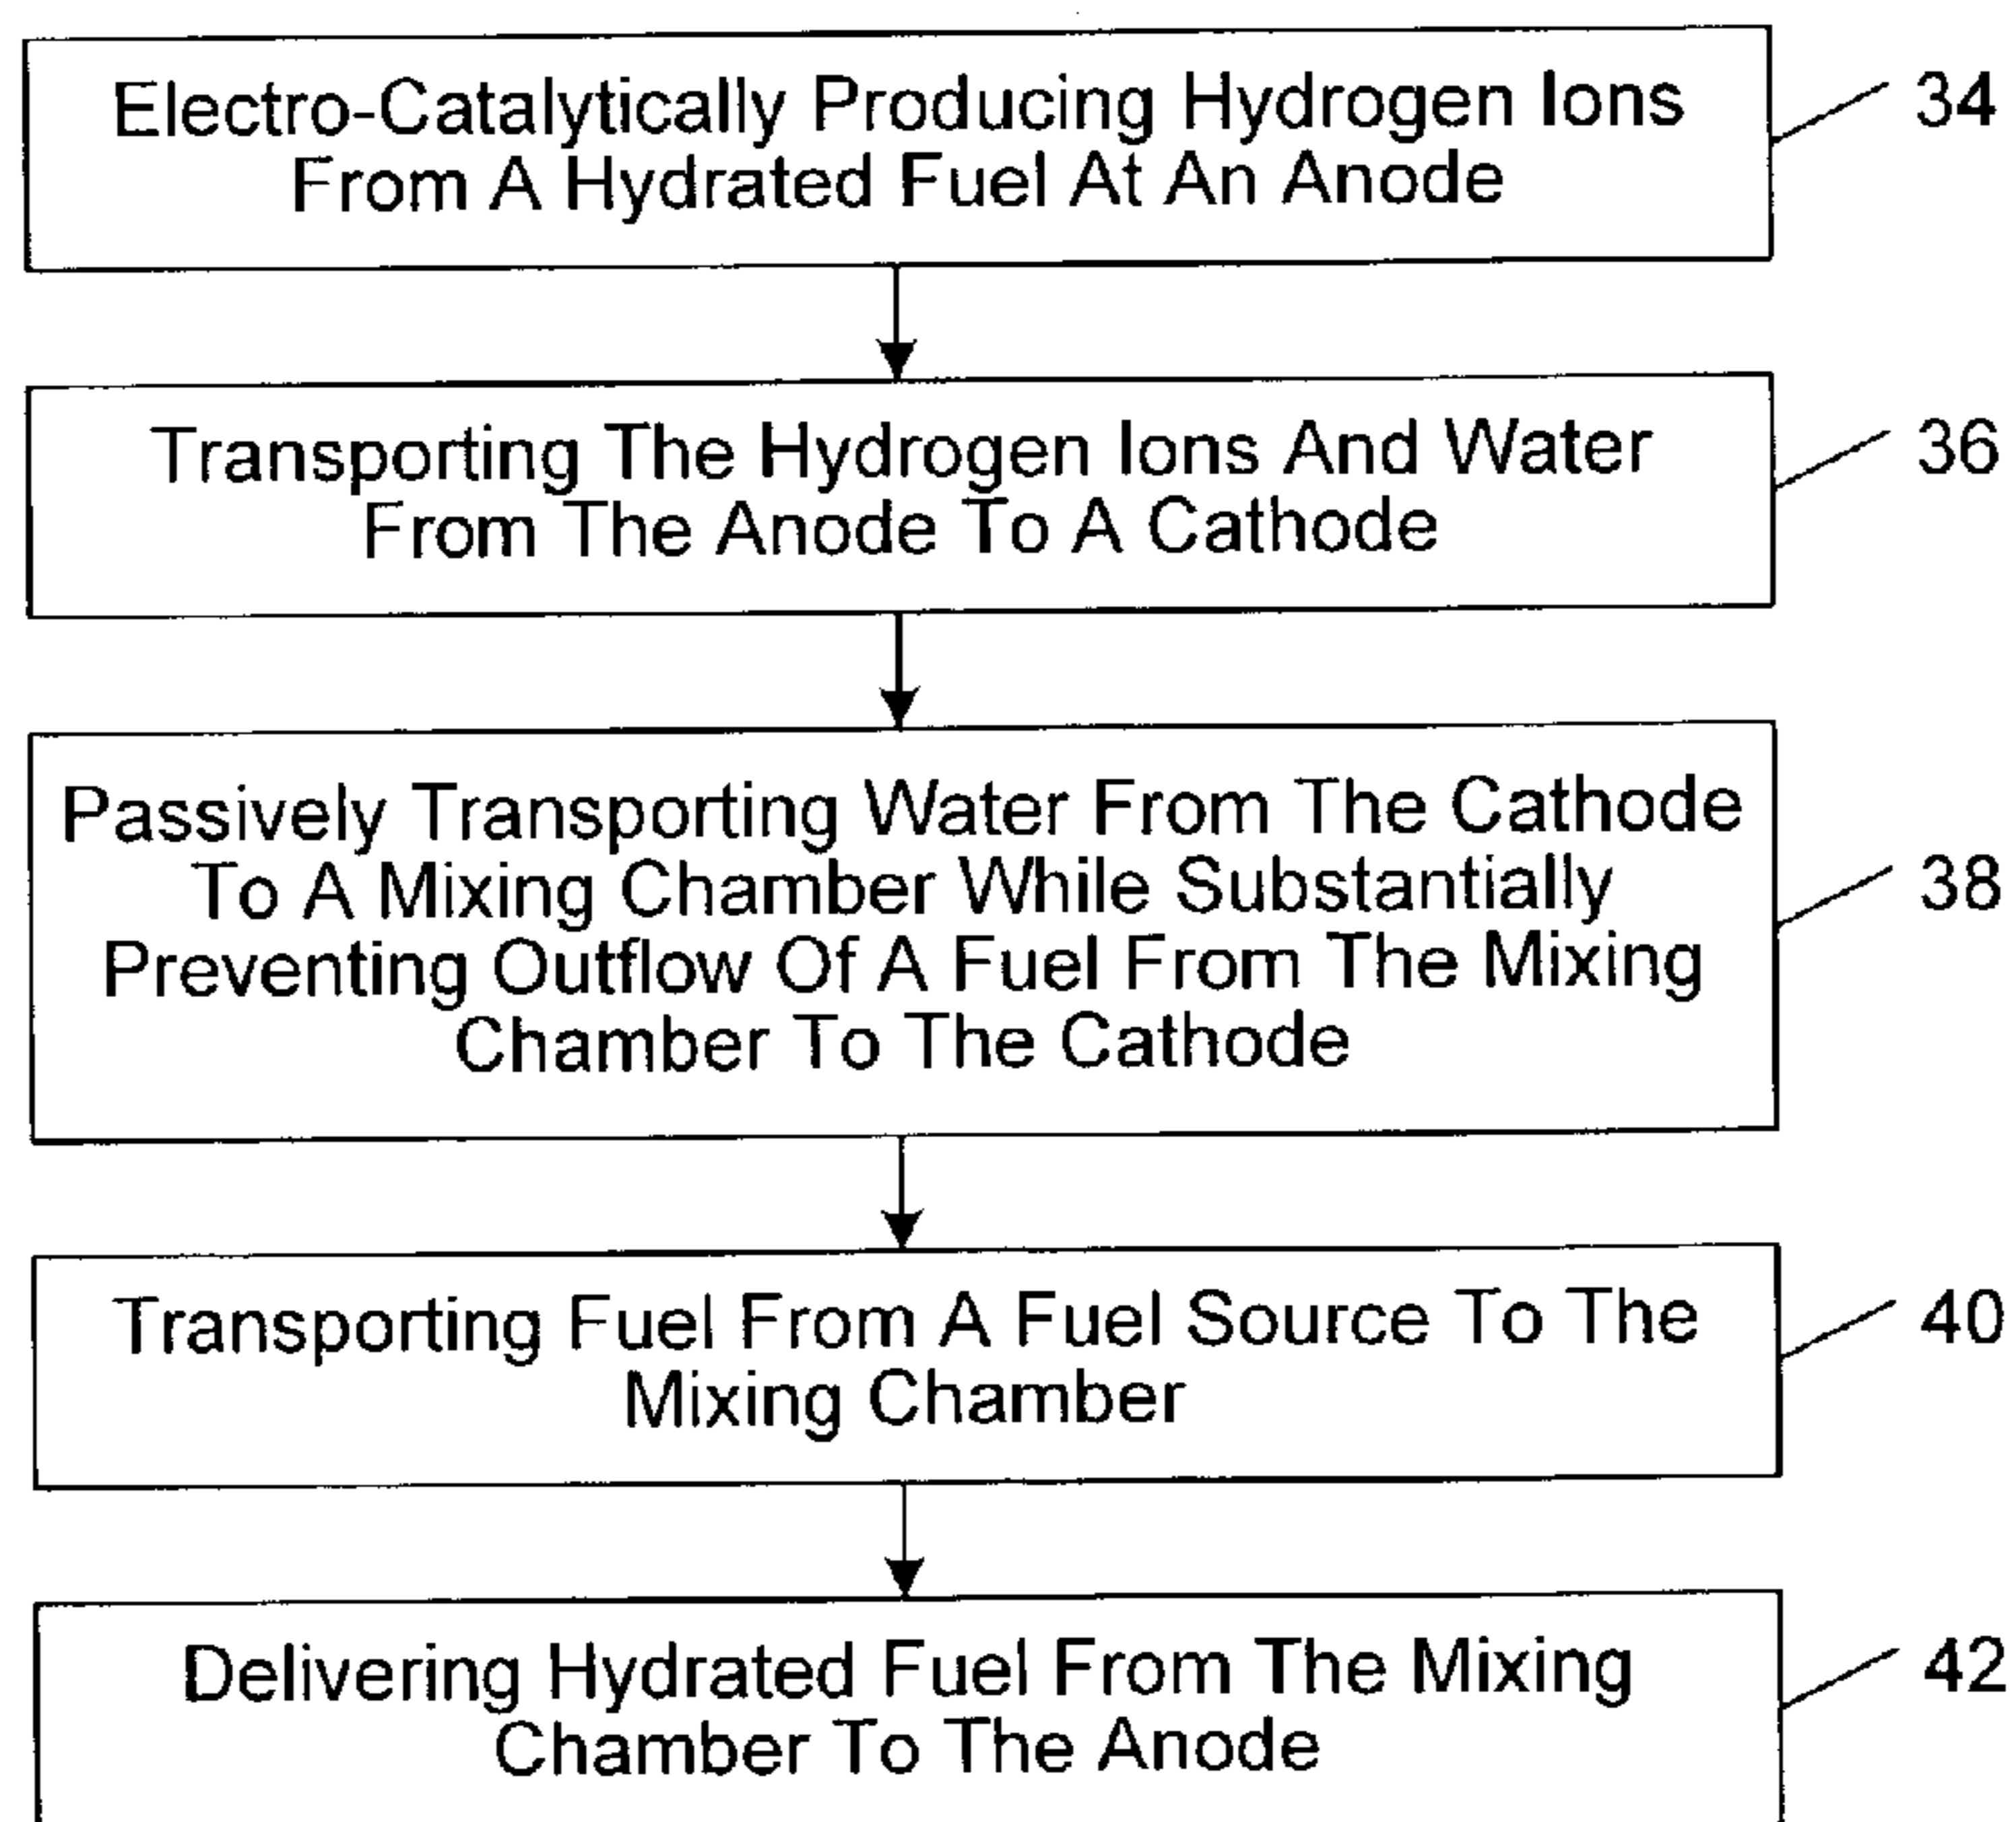 Electro-Catalytically Producing Hydrogen Ions
From A Hydrated Fuel At An Anode
34
Transporting The Hydrogen Ions And Water
From The Anode To A Cathode
36
Passively Transporting Water From The Cathode
To A Mixing Chamber While Substantially
Preventing Outflow Of A Fuel From The Mixing
Chamber To The Cathode
38
Transporting Fuel From A Fuel Source To The
Mixing Chamber
40
Delivering Hydrated Fuel From The Mixing
Chamber To The Anode
42